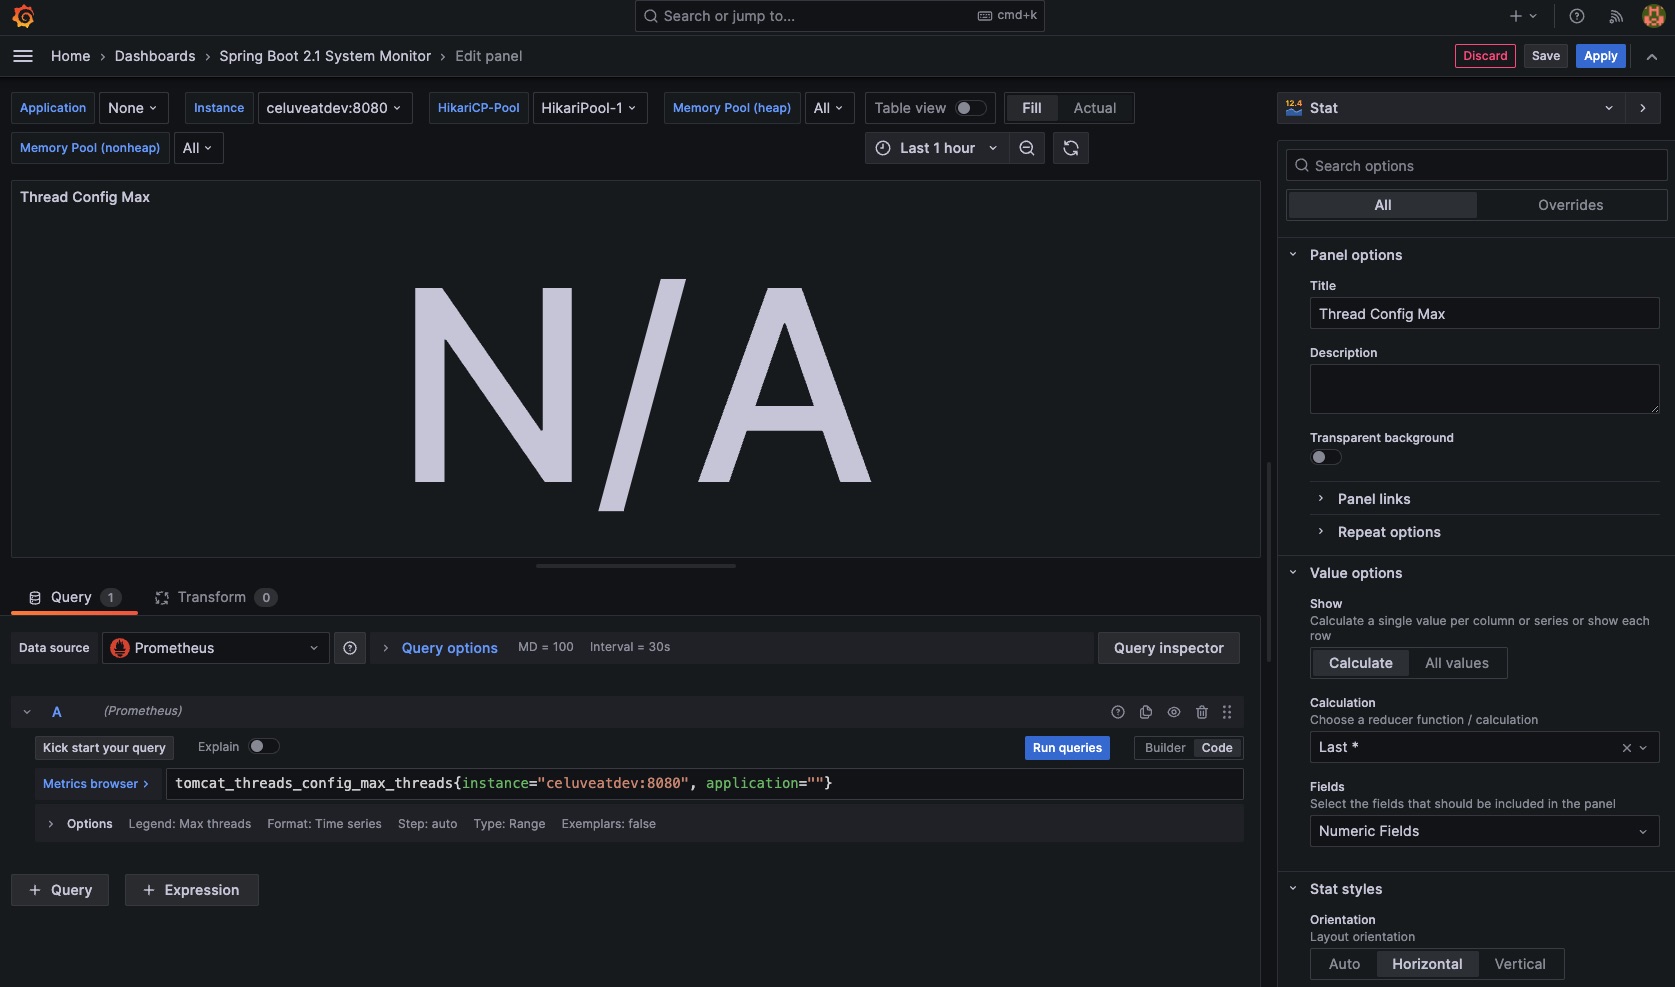 Search or jump to...
cmd+k
Home › Dashboards › Spring Boot 2.1 System Monitor › Edit panel
Discard
Save
Apply
Application
None
Instance
celuveatdev:8080
HikariCP-Pool
HikariPool-1
Memory Pool (heap)
All
Memory Pool (nonheap)
All
Table view
Fill
Actual
Last 1 hour
Thread Config Max
N/A
Query 1
Transform 0
Data source
Prometheus
Query options
MD = 100
Interval = 30s
Query inspector
A
(Prometheus)
Kick start your query
Explain
Run queries
Builder
Code
Metrics browser ›
tomcat_threads_config_max_threads{instance="celuveatdev:8080", application=""}
Options
Legend: Max threads
Format: Time series
Step: auto
Type: Range
Exemplars: false
+ Query
+ Expression
12.4
Stat
Search options
All
Overrides
Panel options
Title
Thread Config Max
Description
Transparent background
Panel links
Repeat options
Value options
Show
Calculate a single value per column or series or show each
row
Calculate
All values
Calculation
Choose a reducer function / calculation
Last *
Fields
Select the fields that should be included in the panel
Numeric Fields
Stat styles
Orientation
Layout orientation
Auto
Horizontal
Vertical